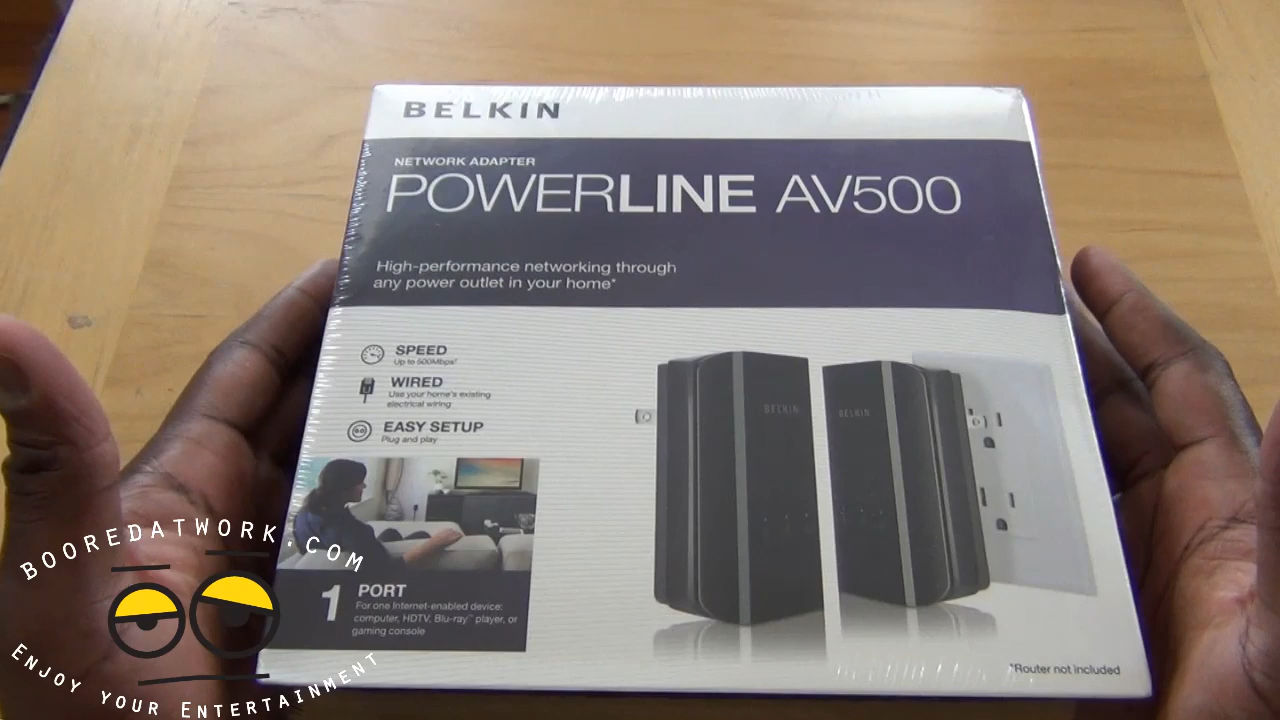 BELKIN
NETWORK ADAPTER
POWERLINE AV500
High-performance networking through
any power outlet in your home*
SPEED
Up to 500Mbps†
WIRED
Use your home's existing
electrical wiring
EASY SETUP
Plug and play
BELKIN
BELKIN
1 PORT
For one Internet-enabled device:
computer, HDTV, Blu-ray™ player, or
gaming console
*Router not included
BOOREDATWORK.COM
ENJOY YOUR ENTERTAINMENT